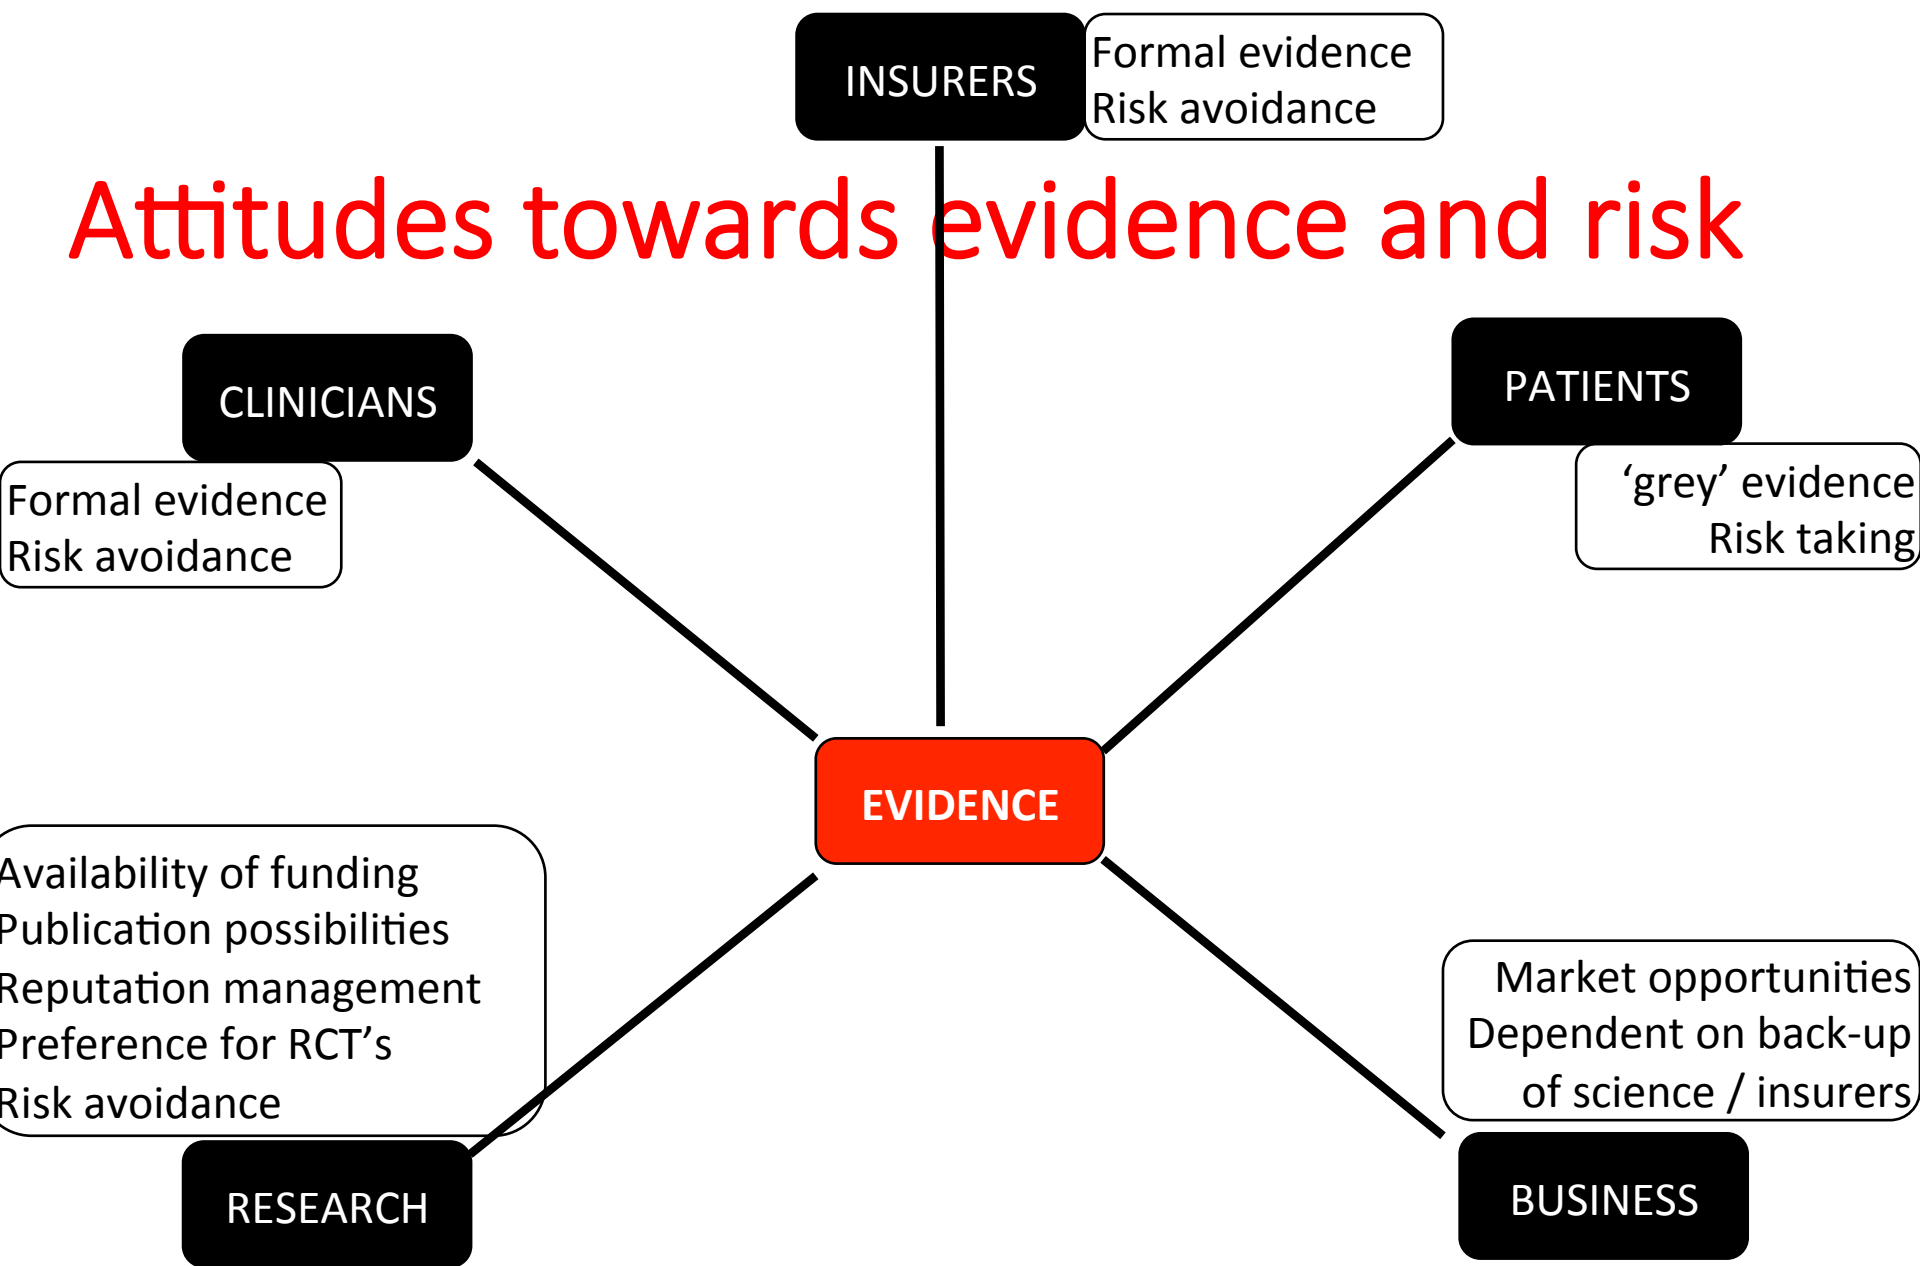 INSURERS
Formal evidence
Risk avoidance
Attitudes towards evidence and risk
CLINICIANS
Formal evidence
Risk avoidance
PATIENTS
‘grey’ evidence
Risk taking
EVIDENCE
Availability of funding
Publication possibilities
Reputation management
Preference for RCT’s
Risk avoidance
RESEARCH
Market opportunities
Dependent on back-up
of science / insurers
BUSINESS